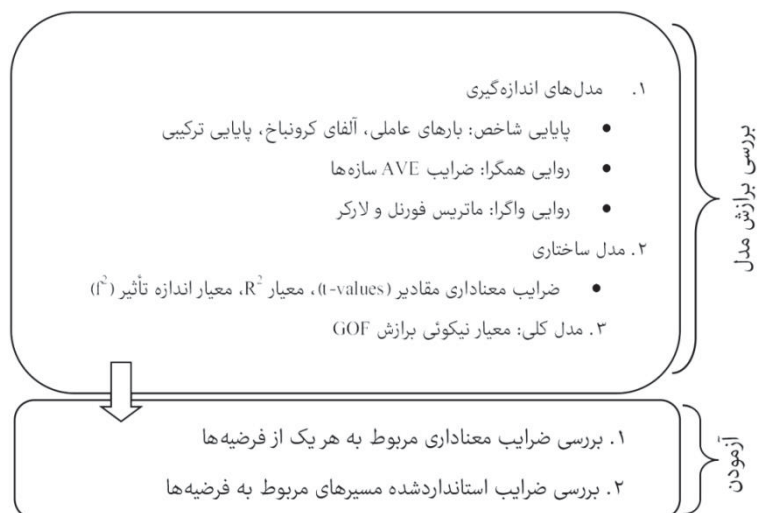 ۱. مدل‌های اندازه‌گیری
• پایایی شاخص: بارهای عاملی، آلفای کرونباخ، پایایی ترکیبی
• روایی همگرا: ضرایب AVE سازه‌ها
• روایی واگرا: ماتریس فورنل و لارکر
۲. مدل ساختاری
• ضرایب معناداری مقادیر (t-values)، معیار R²، معیار اندازه تأثیر (f²)
۳. مدل کلی: معیار نیکوئی برازش GOF
بررسی برازش مدل
۱. بررسی ضرایب معناداری مربوط به هر یک از فرضیه‌ها
۲. بررسی ضرایب استانداردشده مسیرهای مربوط به فرضیه‌ها
آزمودن